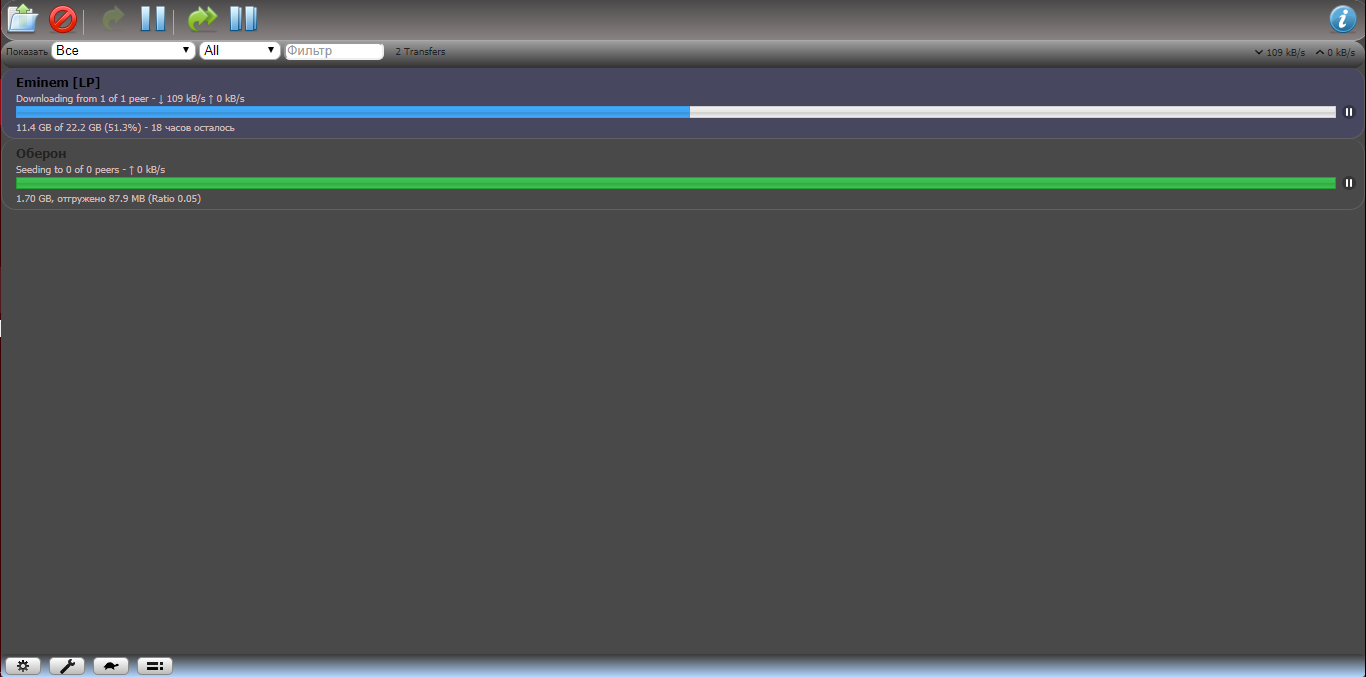 Показать Все All Фильтр 2 Transfers 109 kB/s 0 kB/s
Eminem [LP]
Downloading from 1 of 1 peer - ↓ 109 kB/s ↑ 0 kB/s
11.4 GB of 22.2 GB (51.3%) - 18 часов осталось
Оберон
Seeding to 0 of 0 peers - ↑ 0 kB/s
1.70 GB, отгружено 87.9 MB (Ratio 0.05)